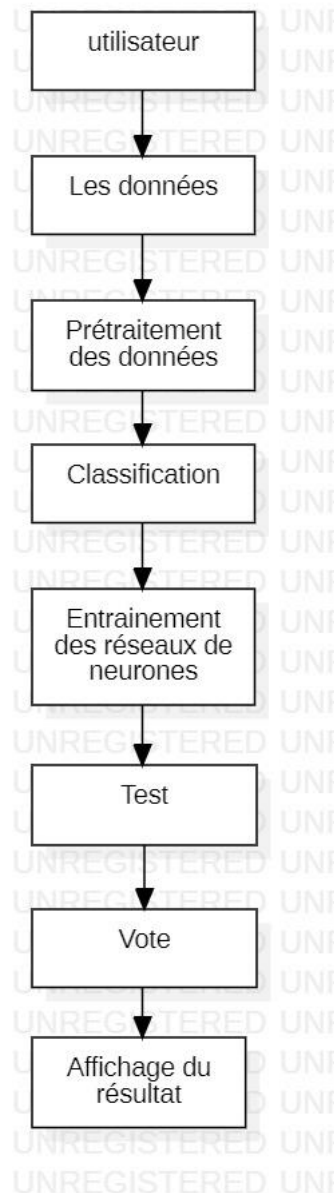 utilisateur
Les données
Prétraitement
des données
Classification
Entrainement
des réseaux de
neurones
Test
Vote
Affichage du
résultat
UNREGISTERED